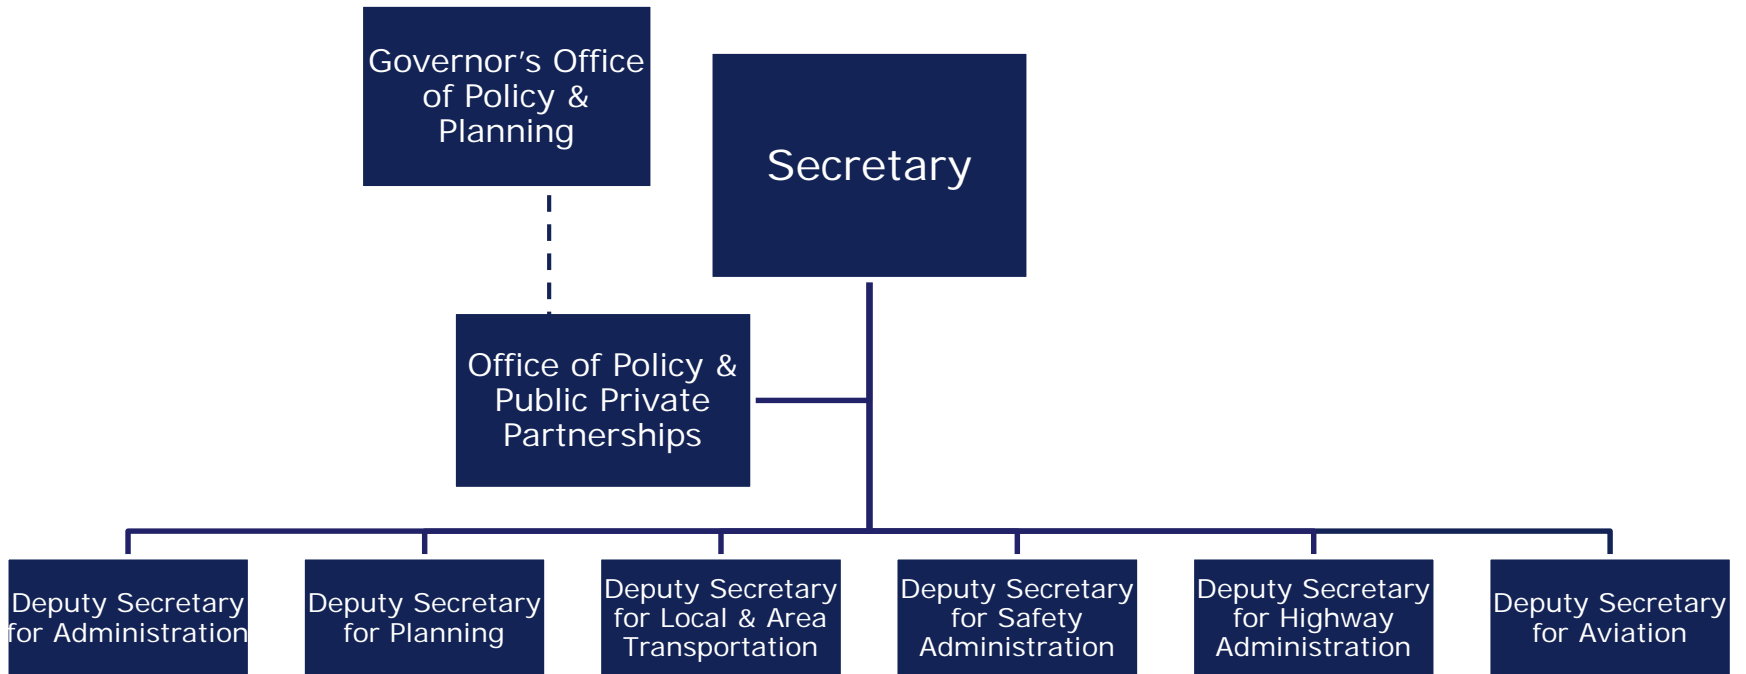 Governor's Office
of Policy &
Planning
Secretary
Office of Policy &
Public Private
Partnerships
Deputy Secretary
for Administration
Deputy Secretary
for Planning
Deputy Secretary
for Local & Area
Transportation
Deputy Secretary
for Safety
Administration
Deputy Secretary
for Highway
Administration
Deputy Secretary
for Aviation